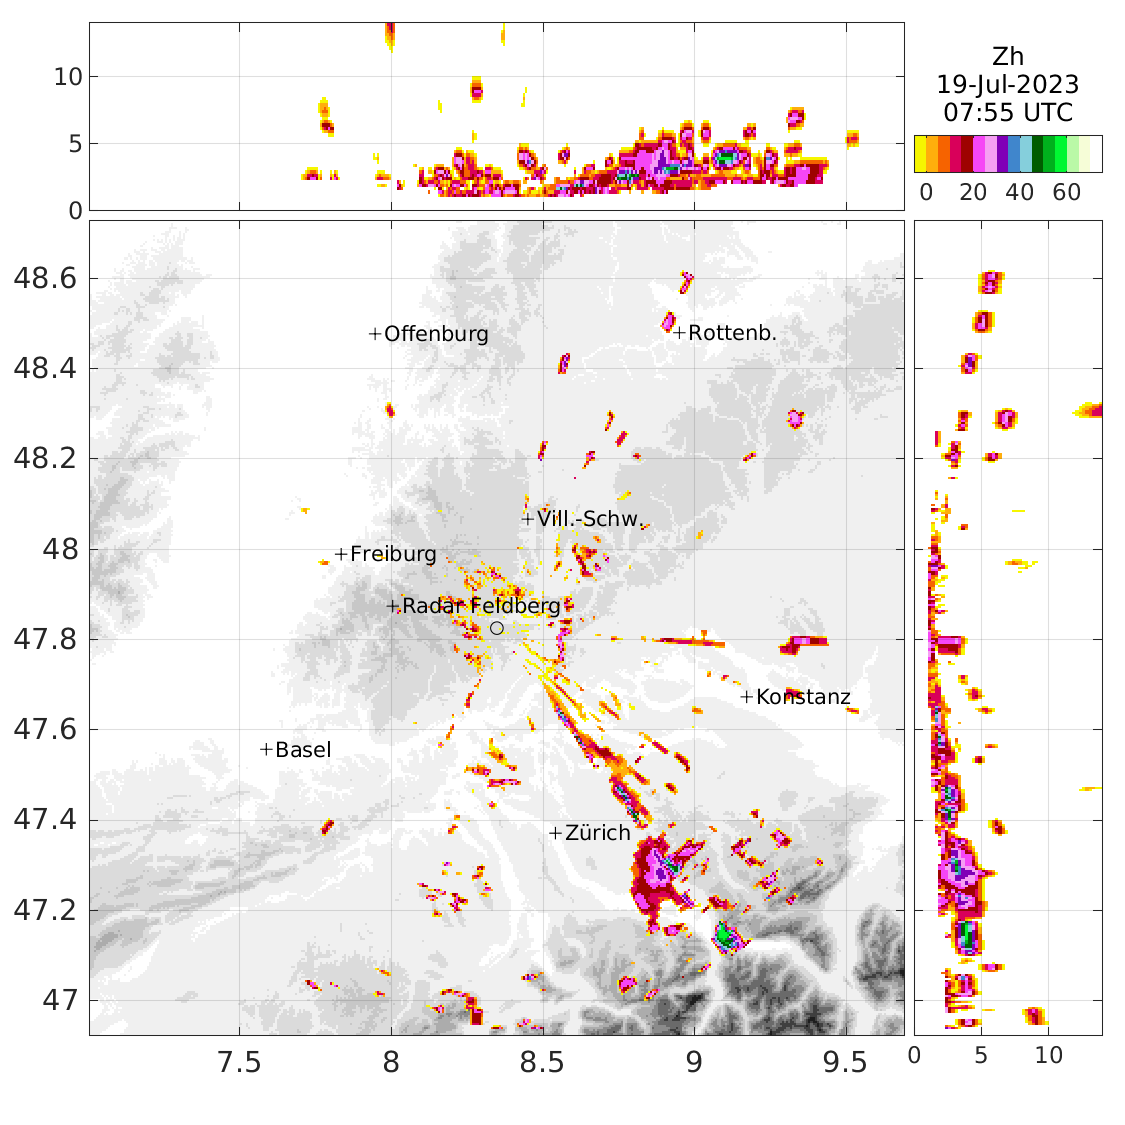 10
5
0
Zh
19-Jul-2023
07:55 UTC
0 20 40 60
48.6
48.4
48.2
48
47.8
47.6
47.4
47.2
47
+Offenburg
+Rottenb.
+Vill.-Schw.
+Freiburg
+Radar Feldberg
+Konstanz
+Basel
+Zürich
7.5 8 8.5 9 9.5
0 5 10